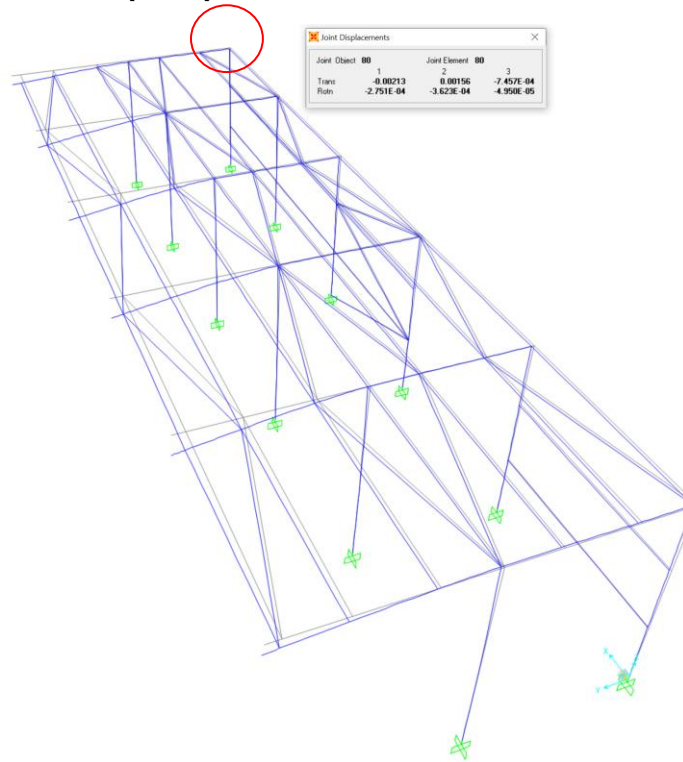 Joint Displacements
Joint Object 80 Joint Element 80
1 2 3
Trans -0.00213 0.00156 -7.457E-04
Rotn -2.751E-04 -3.623E-04 -4.950E-05
X
Y